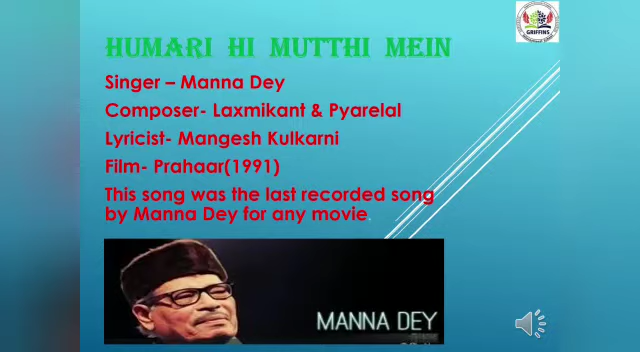 GRIFFINS
HUMARI HI MUTTHI MEIN
Singer – Manna Dey
Composer- Laxmikant & Pyarelal
Lyricist- Mangesh Kulkarni
Film- Prahaar(1991)
This song was the last recorded song
by Manna Dey for any movie.
MANNA DEY